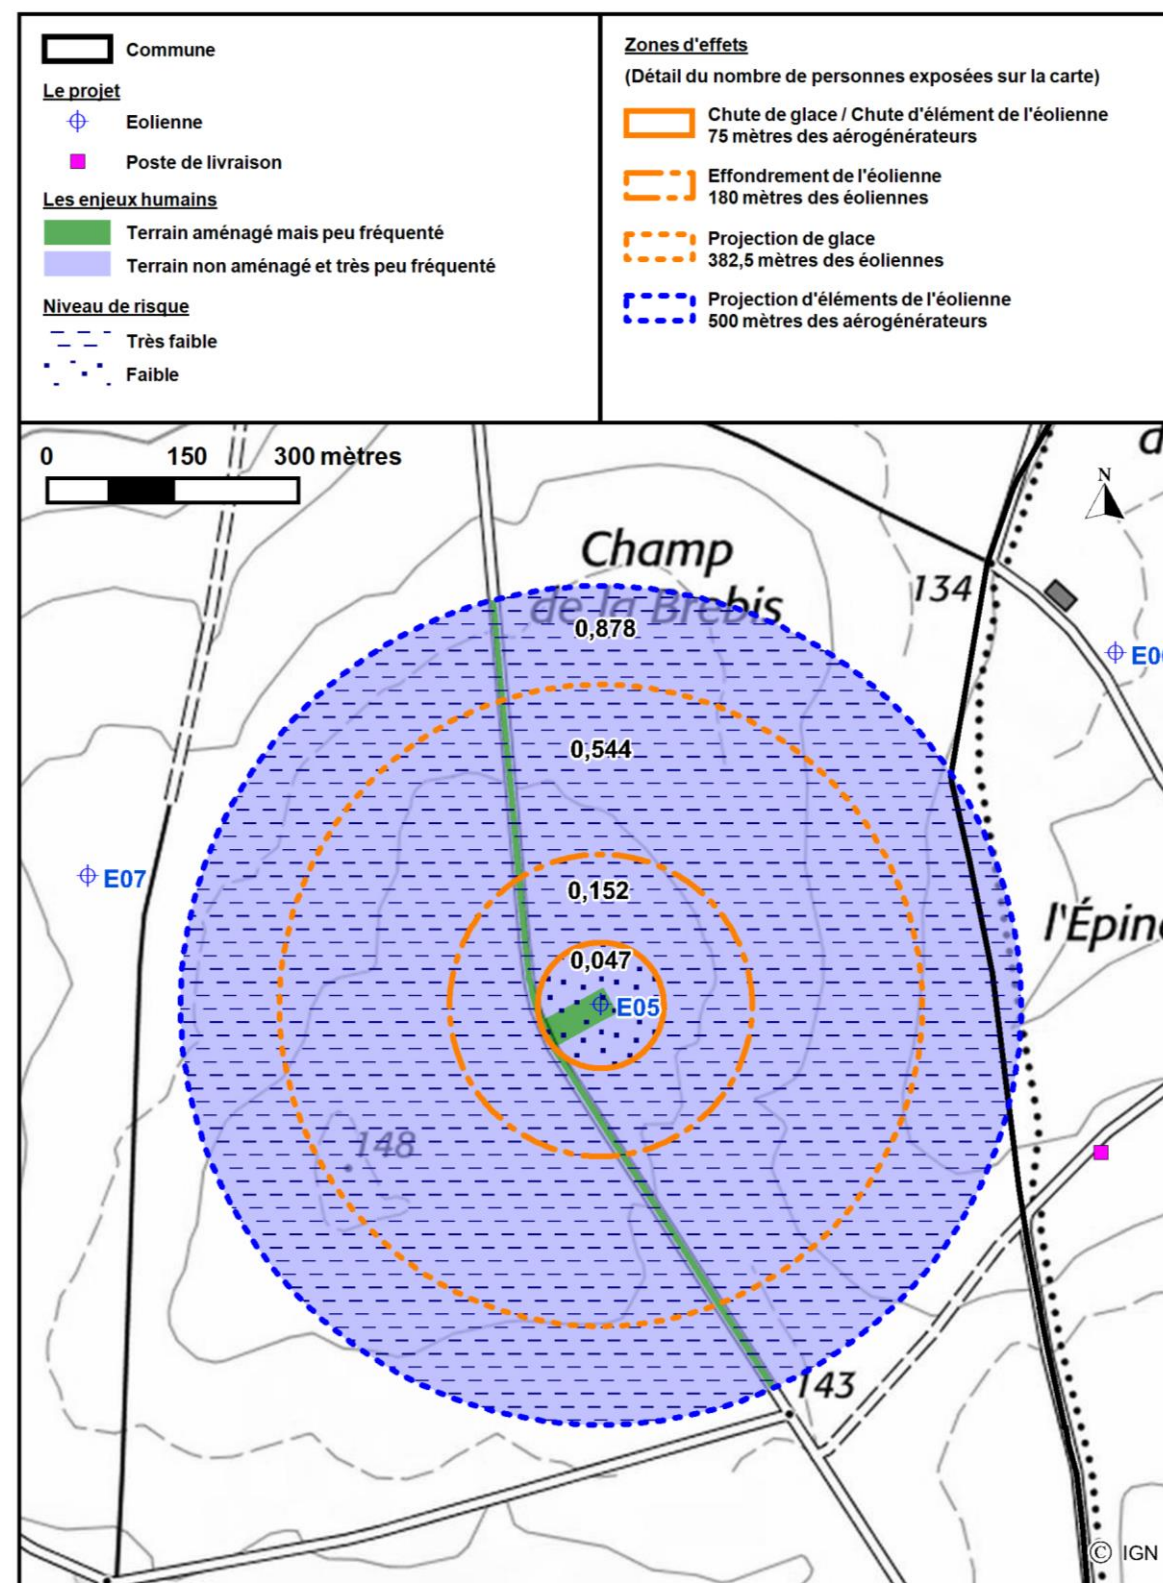 Commune
Le projet
Eolienne
Poste de livraison
Les enjeux humains
Terrain aménagé mais peu fréquenté
Terrain non aménagé et très peu fréquenté
Niveau de risque
Très faible
Faible
Zones d'effets
(Détail du nombre de personnes exposées sur la carte)
Chute de glace / Chute d'élément de l'éolienne
75 mètres des aérogénérateurs
Effondrement de l'éolienne
180 mètres des éoliennes
Projection de glace
382,5 mètres des éoliennes
Projection d'éléments de l'éolienne
500 mètres des aérogénérateurs
0 150 300 mètres
N
Champ
de la Brebis
134
0,878
0,544
E07
0,152
0,047
E05
148
143
© IGN